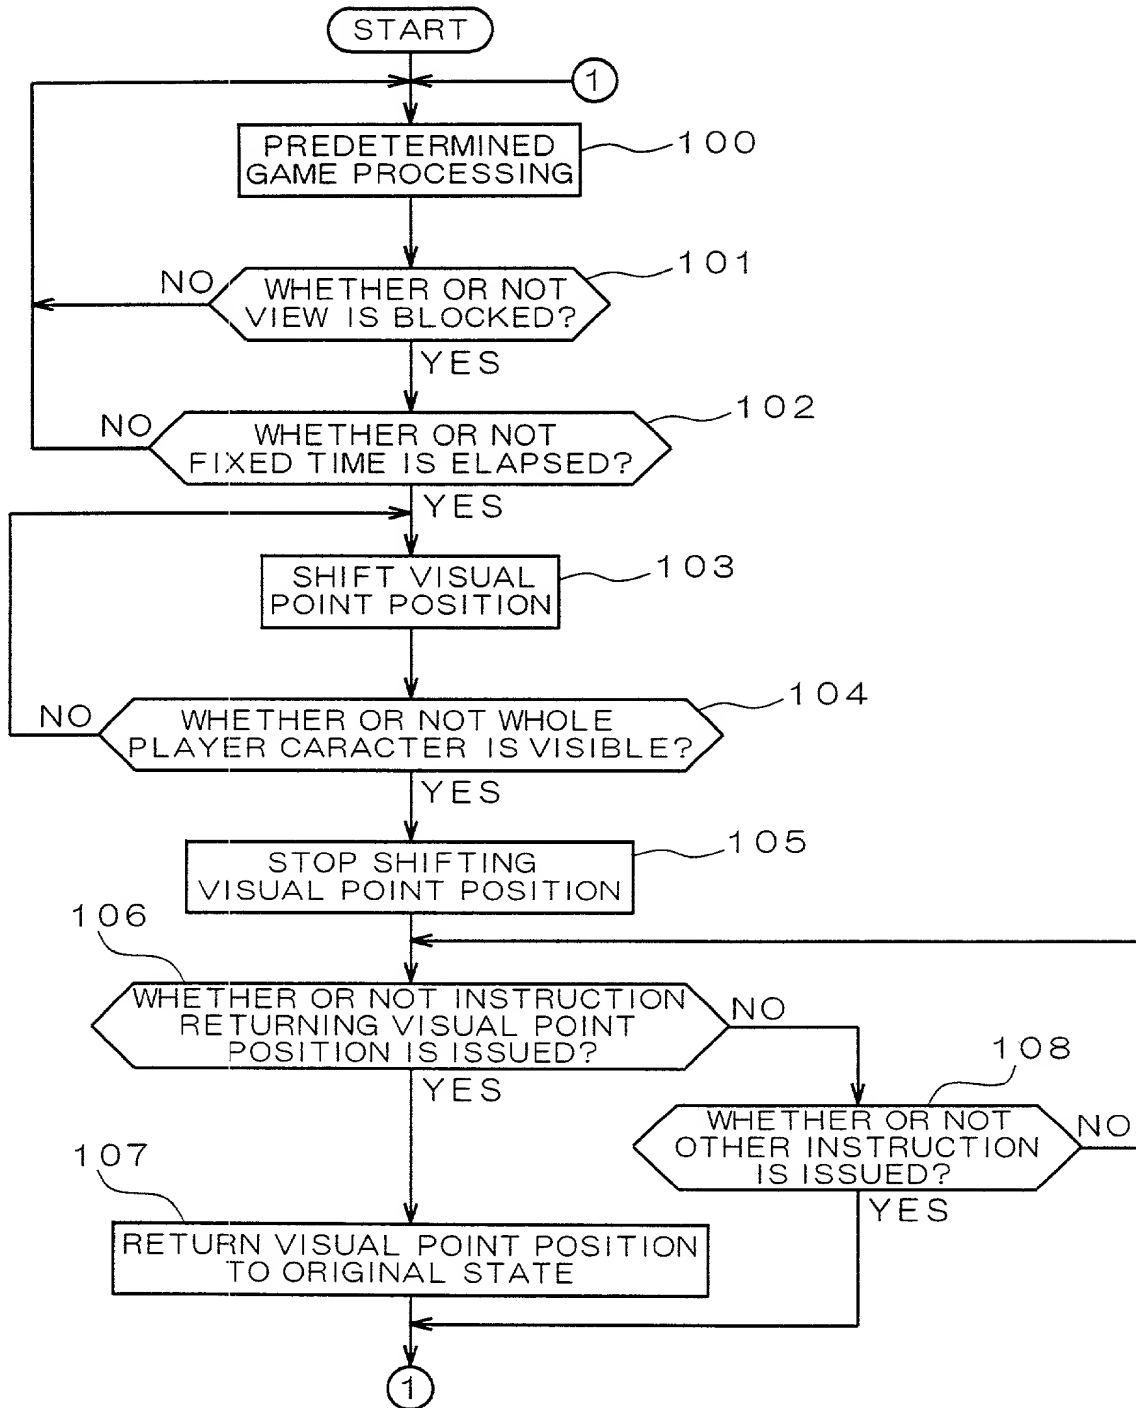 START
1
PREDETERMINED
GAME PROCESSING
100
101
NO
WHETHER OR NOT
VIEW IS BLOCKED?
YES
102
NO
WHETHER OR NOT
FIXED TIME IS ELAPSED?
YES
SHIFT VISUAL
POINT POSITION
103
104
NO
WHETHER OR NOT WHOLE
PLAYER CARACTER IS VISIBLE?
YES
105
STOP SHIFTING
VISUAL POINT POSITION
106
WHETHER OR NOT INSTRUCTION
RETURNING VISUAL POINT
POSITION IS ISSUED?
NO
YES
108
WHETHER OR NOT
OTHER INSTRUCTION
IS ISSUED?
NO
YES
107
RETURN VISUAL POINT POSITION
TO ORIGINAL STATE
1